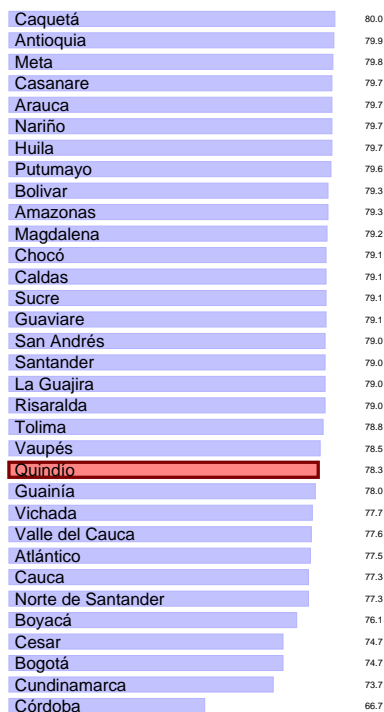 Caquetá 80.0
Antioquia 79.9
Meta 79.8
Casanare 79.7
Arauca 79.7
Nariño 79.7
Huila 79.7
Putumayo 79.6
Bolivar 79.3
Amazonas 79.3
Magdalena 79.2
Chocó 79.1
Caldas 79.1
Sucre 79.1
Guaviare 79.1
San Andrés 79.0
Santander 79.0
La Guajira 79.0
Risaralda 79.0
Tolima 78.8
Vaupés 78.5
Quindío 78.3
Guainía 78.0
Vichada 77.7
Valle del Cauca 77.6
Atlántico 77.5
Cauca 77.3
Norte de Santander 77.3
Boyacá 76.1
Cesar 74.7
Bogotá 74.7
Cundinamarca 73.7
Córdoba 66.7